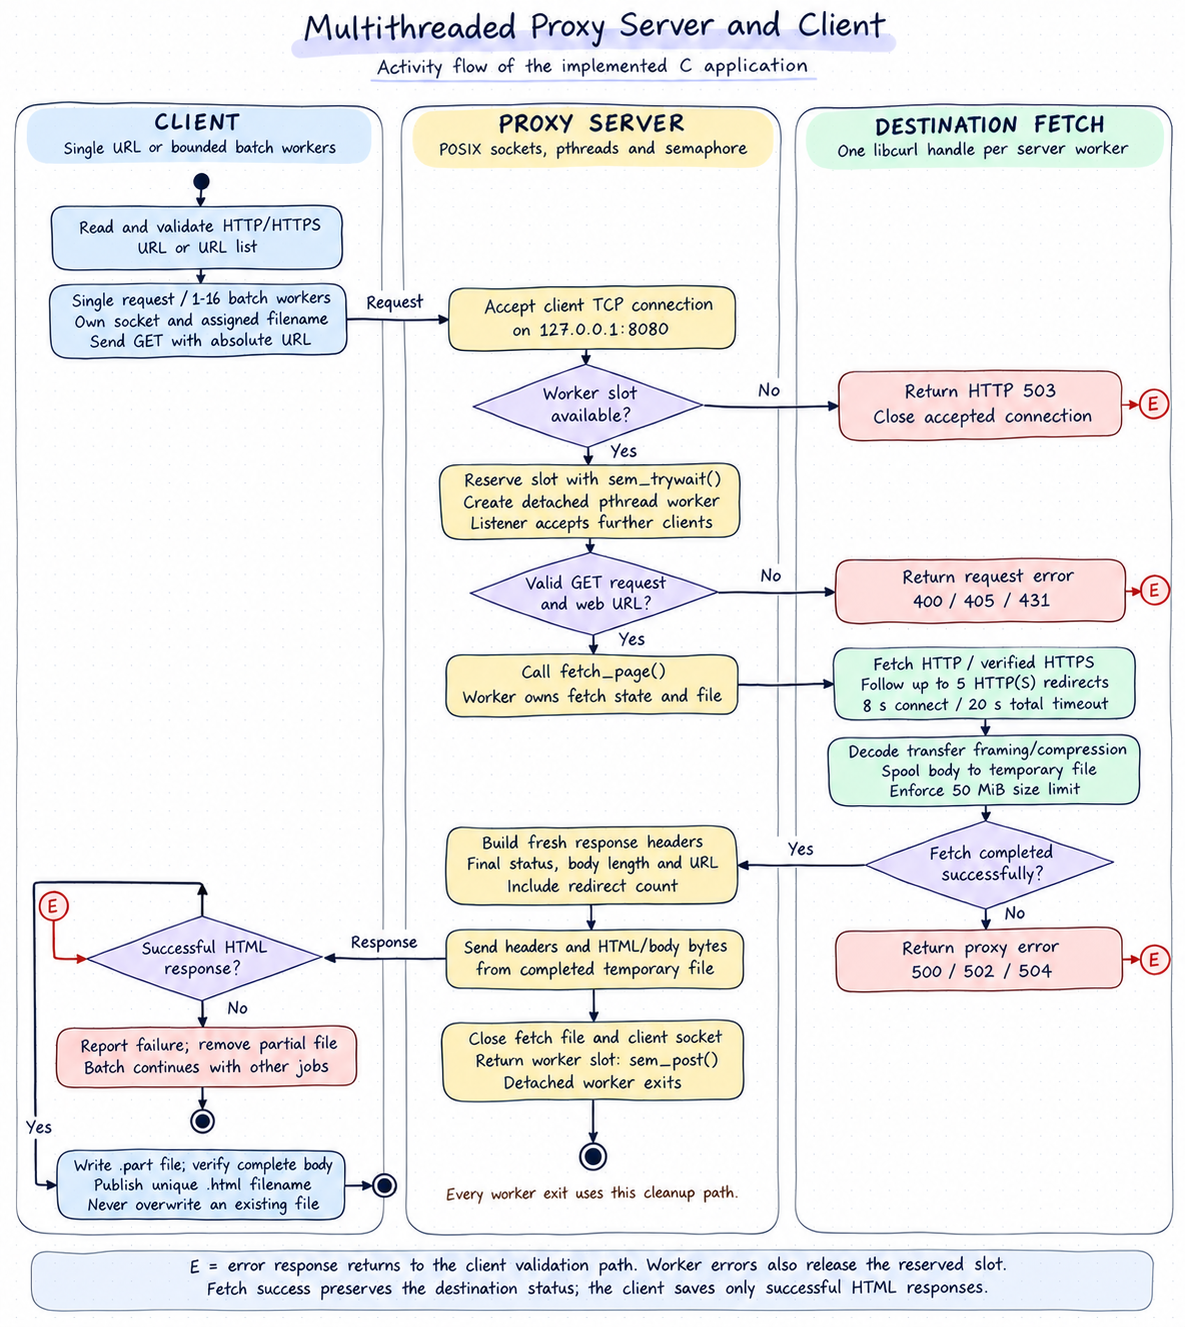 Multithreaded Proxy Server and Client
Activity flow of the implemented C application
CLIENT
Single URL or bounded batch workers
Read and validate HTTP/HTTPS
URL or URL list
Single request / 1-16 batch workers
Own socket and assigned filename
Send GET with absolute URL
Request
PROXY SERVER
POSIX sockets, pthreads and semaphore
Accept client TCP connection
on 127.0.0.1:8080
Worker slot
available?
No
Yes
Reserve slot with sem_trywait()
Create detached pthread worker
Listener accepts further clients
Valid GET request
and web URL?
No
Yes
Call fetch_page()
Worker owns fetch state and file
DESTINATION FETCH
One libcurl handle per server worker
Return HTTP 503
Close accepted connection
E
Return request error
400 / 405 / 431
E
Fetch HTTP / verified HTTPS
Follow up to 5 HTTP(S) redirects
8 s connect / 20 s total timeout
Decode transfer framing/compression
Spool body to temporary file
Enforce 50 MiB size limit
Fetch completed
successfully?
Yes
No
Return proxy error
500 / 502 / 504
E
Build fresh response headers
Final status, body length and URL
Include redirect count
Send headers and HTML/body bytes
from completed temporary file
Response
Close fetch file and client socket
Return worker slot: sem_post()
Detached worker exits
Every worker exit uses this cleanup path.
E
Successful HTML
response?
No
Report failure; remove partial file
Batch continues with other jobs
Yes
Write .part file; verify complete body
Publish unique .html filename
Never overwrite an existing file
E = error response returns to the client validation path. Worker errors also release the reserved slot.
Fetch success preserves the destination status; the client saves only successful HTML responses.